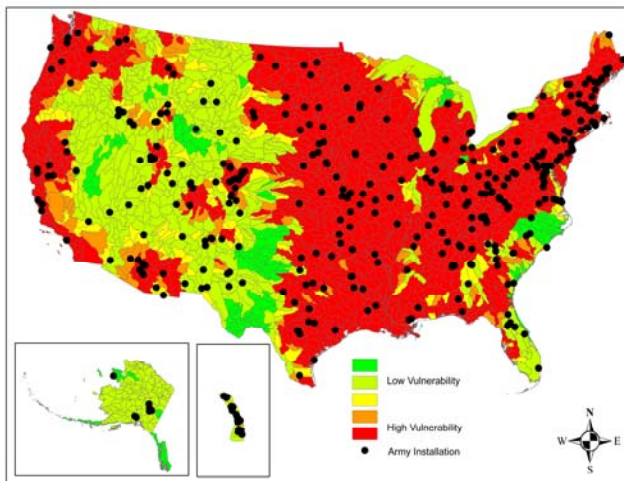 Low Vulnerability
High Vulnerability
Army Installation
N
W E
S